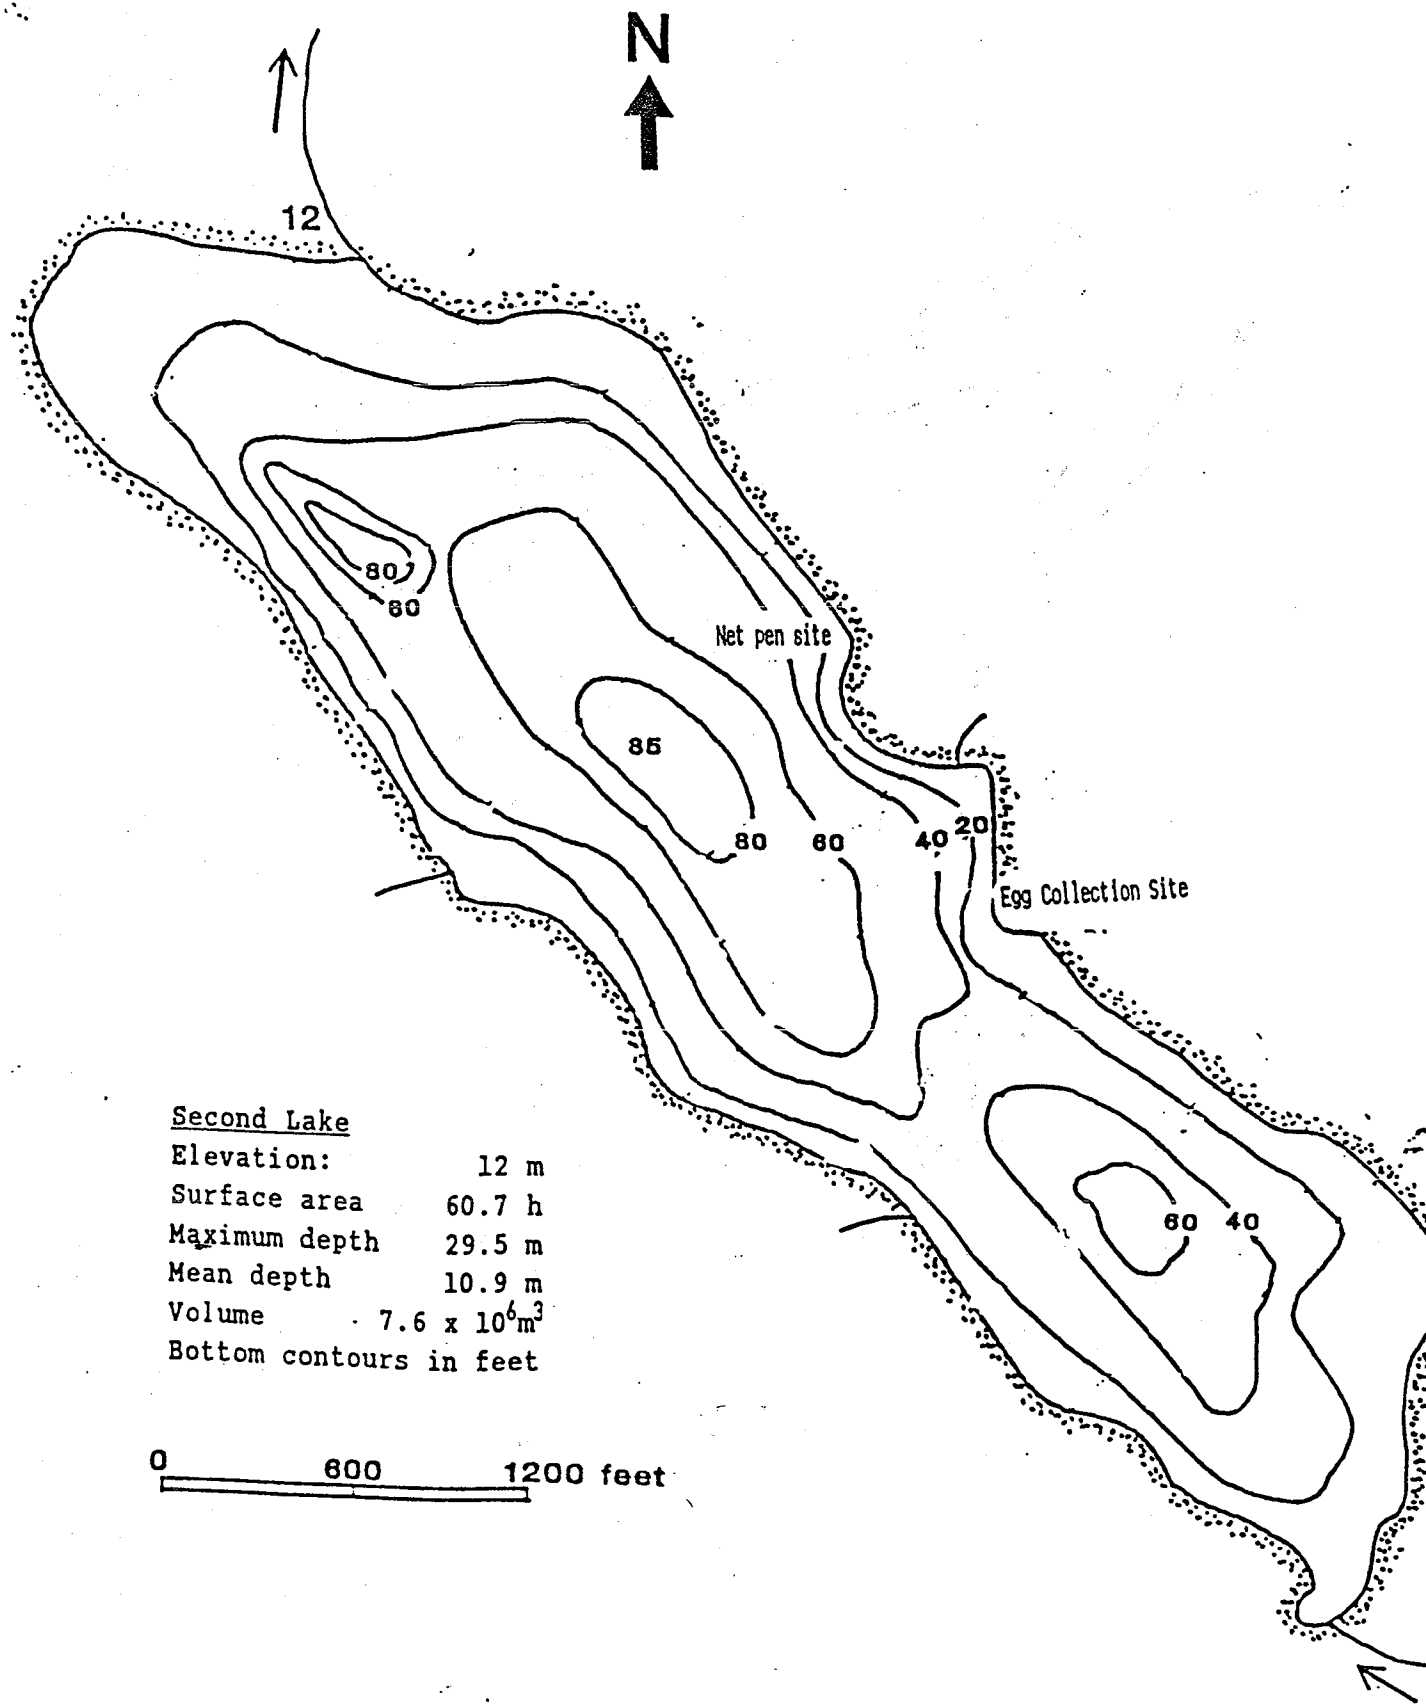 N
12
80
60
Net pen site
85
80
60
40
20
Egg Collection Site
60
40
Second Lake
Elevation: 12 m
Surface area 60.7 h
Maximum depth 29.5 m
Mean depth 10.9 m
Volume 7.6 x 10⁶m³
Bottom contours in feet
0 600 1200 feet